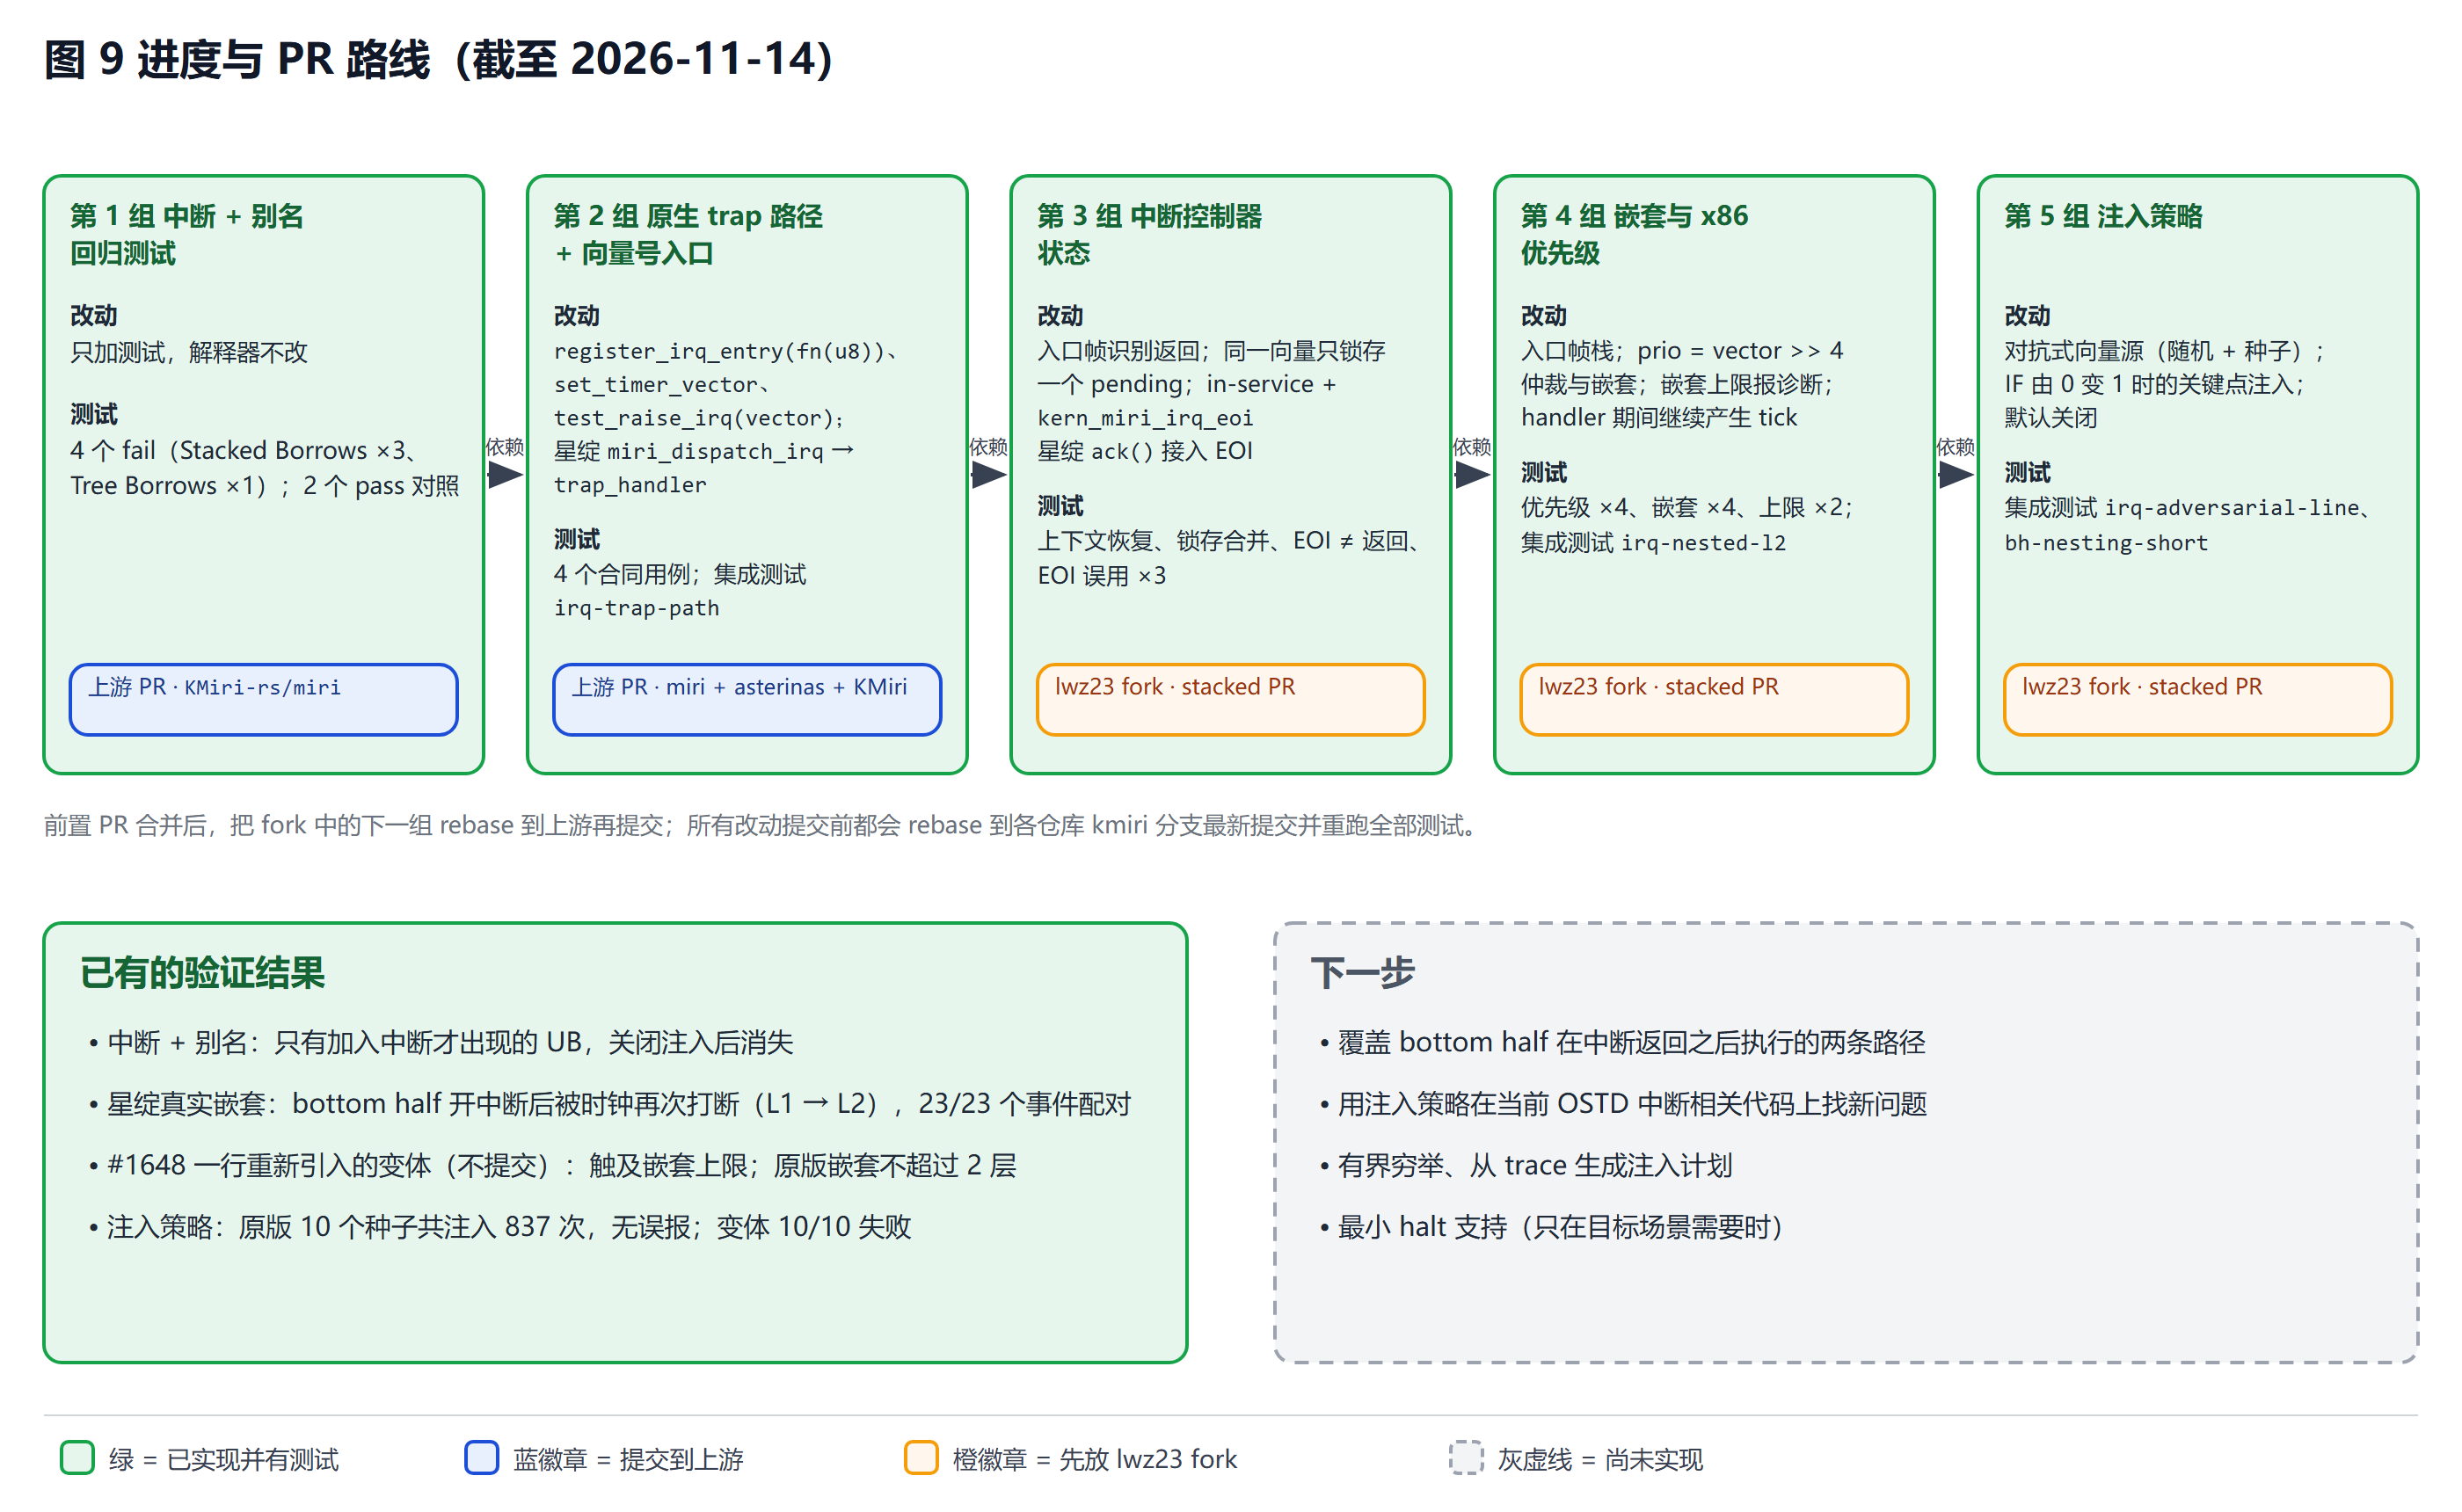 图 9 进度与 PR 路线（截至 2026-11-14）
第 1 组 中断 + 别名
回归测试
改动
只加测试，解释器不改
测试
4 个 fail（Stacked Borrows ×3、
Tree Borrows ×1）；2 个 pass 对照
上游 PR · KMiri-rs/miri
依赖
第 2 组 原生 trap 路径
+ 向量号入口
改动
register_irq_entry(fn(u8))、
set_timer_vector、
test_raise_irq(vector)；
星绽 miri_dispatch_irq →
trap_handler
测试
4 个合同用例；集成测试
irq-trap-path
上游 PR · miri + asterinas + KMiri
依赖
第 3 组 中断控制器
状态
改动
入口帧识别返回；同一向量只锁存
一个 pending；in-service +
kern_miri_irq_eoi
星绽 ack() 接入 EOI
测试
上下文恢复、锁存合并、EOI ≠ 返回、
EOI 误用 ×3
lwz23 fork · stacked PR
依赖
第 4 组 嵌套与 x86
优先级
改动
入口帧栈；prio = vector >> 4
仲裁与嵌套；嵌套上限报诊断；
handler 期间继续产生 tick
测试
优先级 ×4、嵌套 ×4、上限 ×2；
集成测试 irq-nested-l2
lwz23 fork · stacked PR
依赖
第 5 组 注入策略
改动
对抗式向量源（随机 + 种子）；
IF 由 0 变 1 时的关键点注入；
默认关闭
测试
集成测试 irq-adversarial-line、
bh-nesting-short
lwz23 fork · stacked PR
前置 PR 合并后，把 fork 中的下一组 rebase 到上游再提交；所有改动提交前都会 rebase 到各仓库 kmiri 分支最新提交并重跑全部测试。
已有的验证结果
• 中断 + 别名：只有加入中断才出现的 UB，关闭注入后消失
• 星绽真实嵌套：bottom half 开中断后被时钟再次打断（L1 → L2），23/23 个事件配对
• #1648 一行重新引入的变体（不提交）：触及嵌套上限；原版嵌套不超过 2 层
• 注入策略：原版 10 个种子共注入 837 次，无误报；变体 10/10 失败
下一步
• 覆盖 bottom half 在中断返回之后执行的两条路径
• 用注入策略在当前 OSTD 中断相关代码上找新问题
• 有界穷举、从 trace 生成注入计划
• 最小 halt 支持（只在目标场景需要时）
绿 = 已实现并有测试
蓝徽章 = 提交到上游
橙徽章 = 先放 lwz23 fork
灰虚线 = 尚未实现